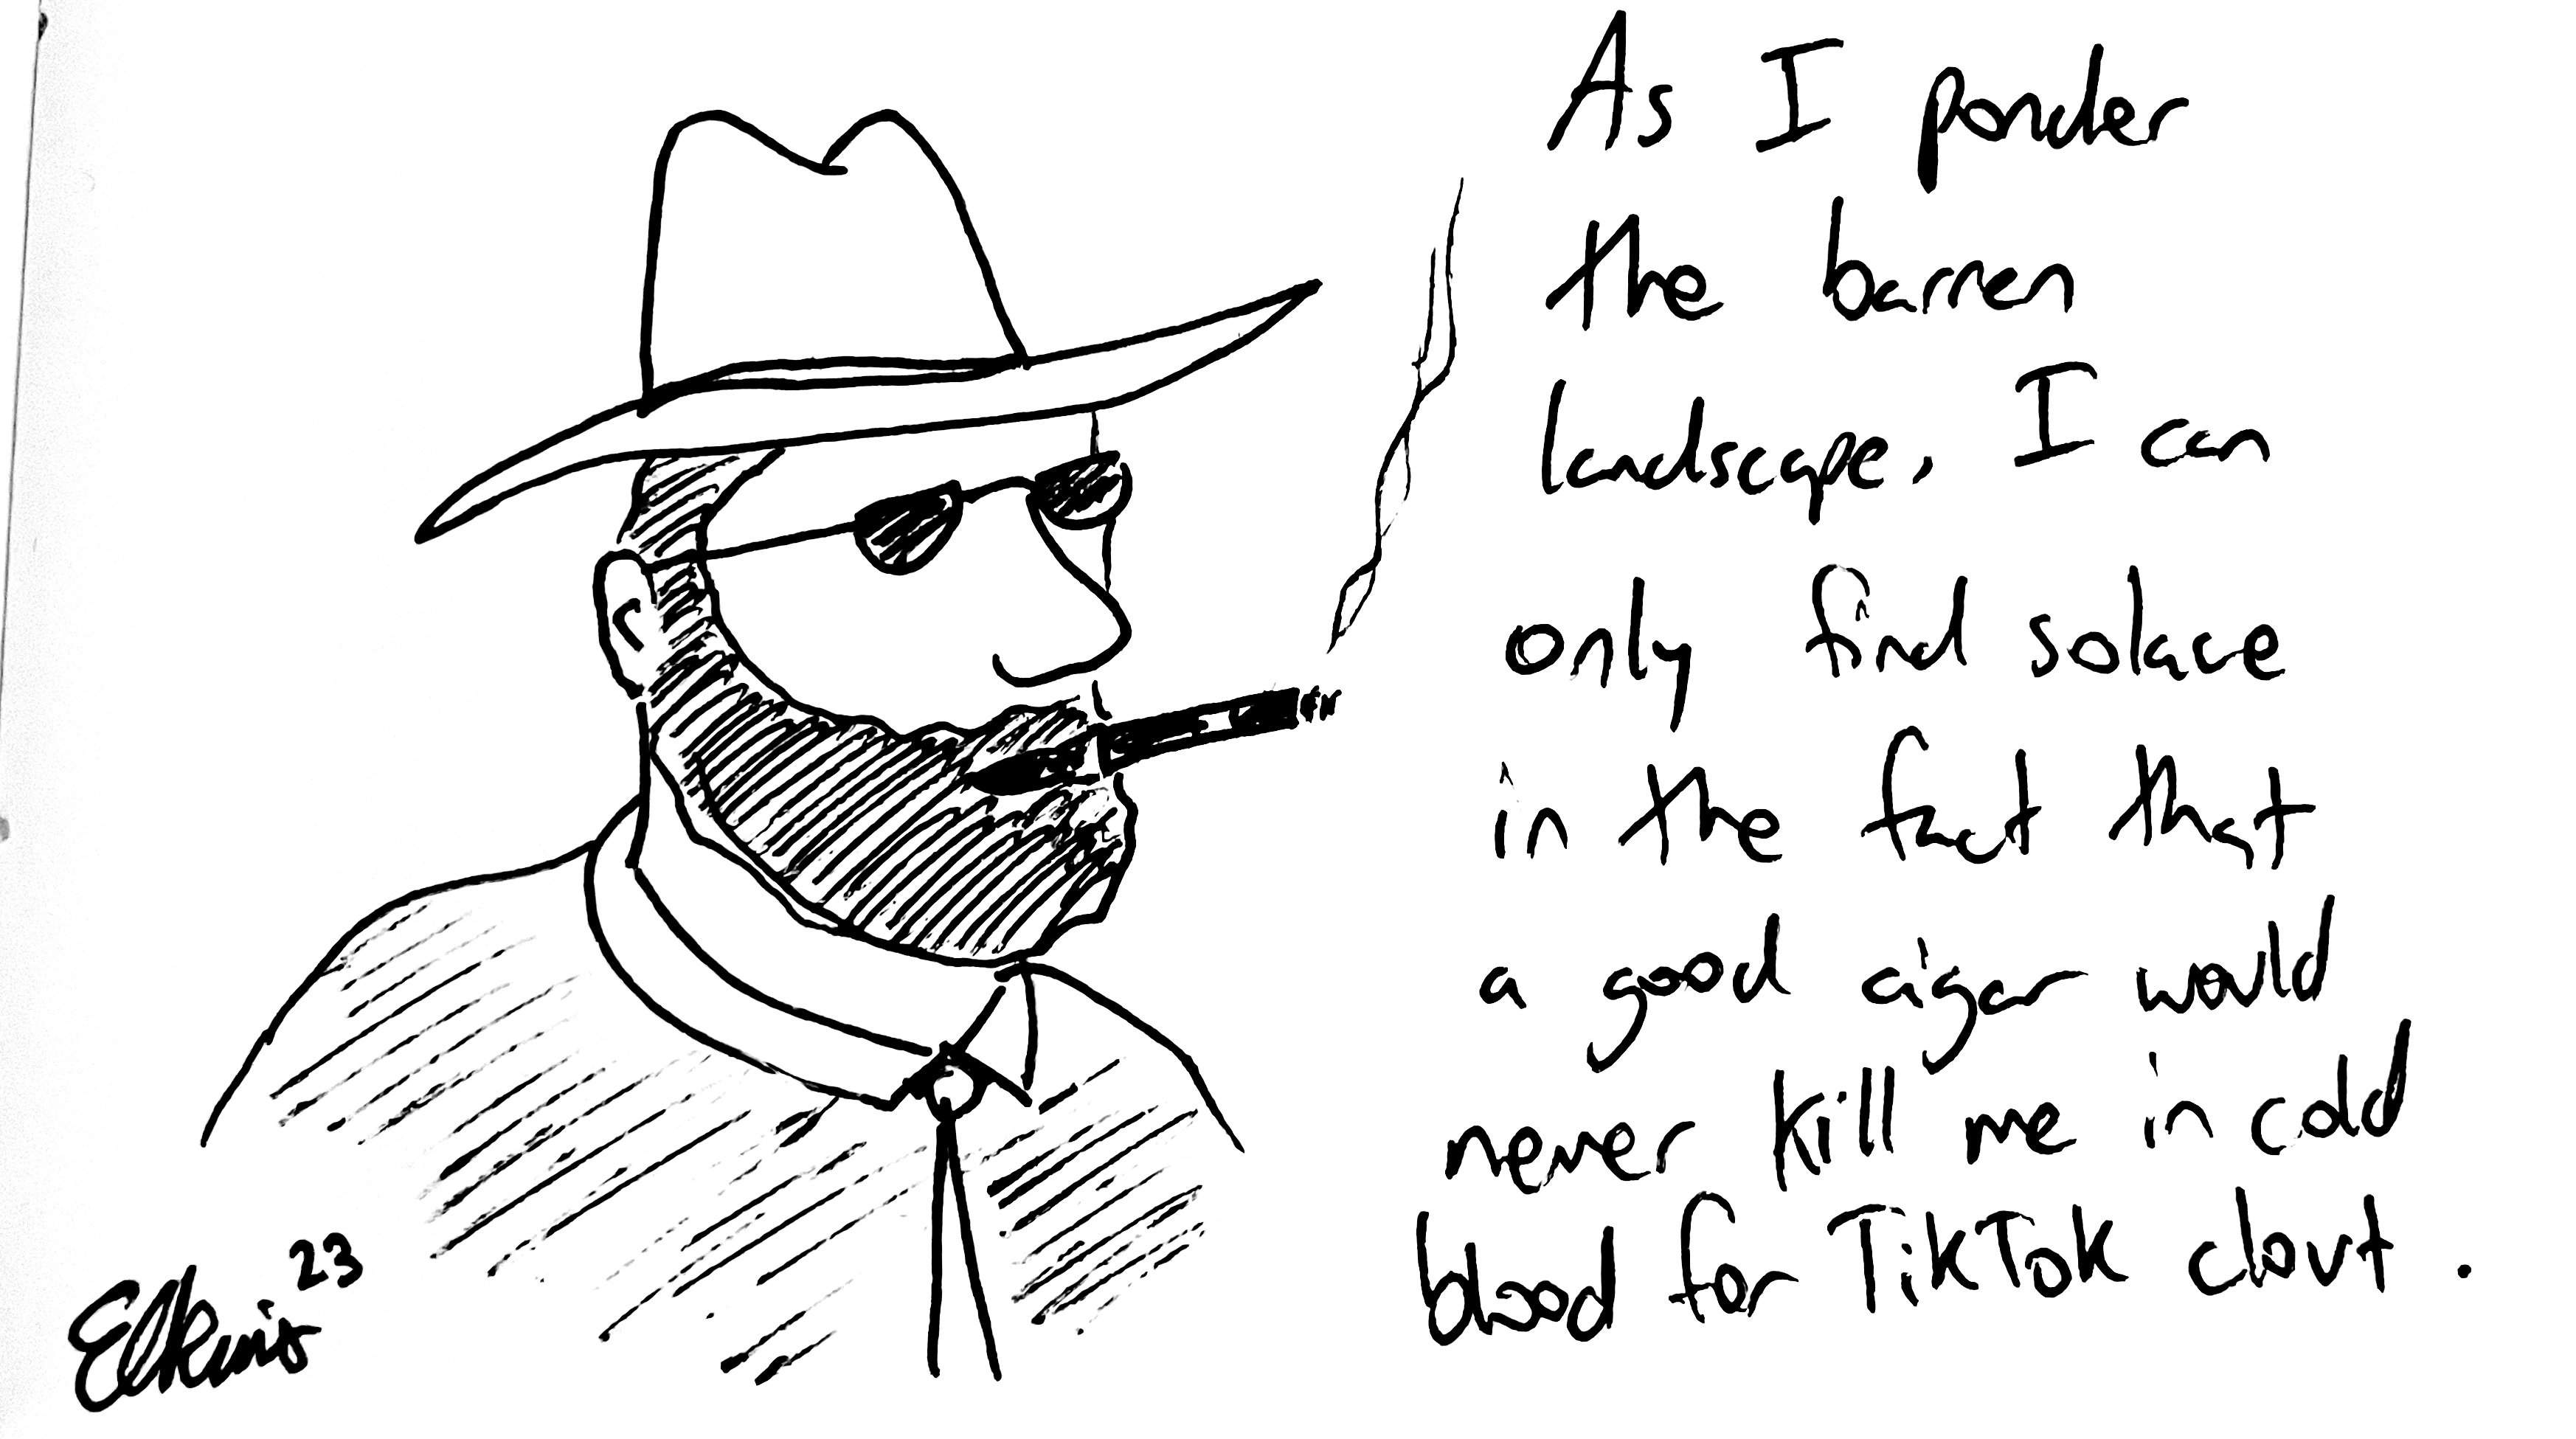 As I ponder
the barren
landscape, I can
only find solace
in the fact that
a good cigar would
never kill me in cold
blood for TikTok clout.
Elkins 23